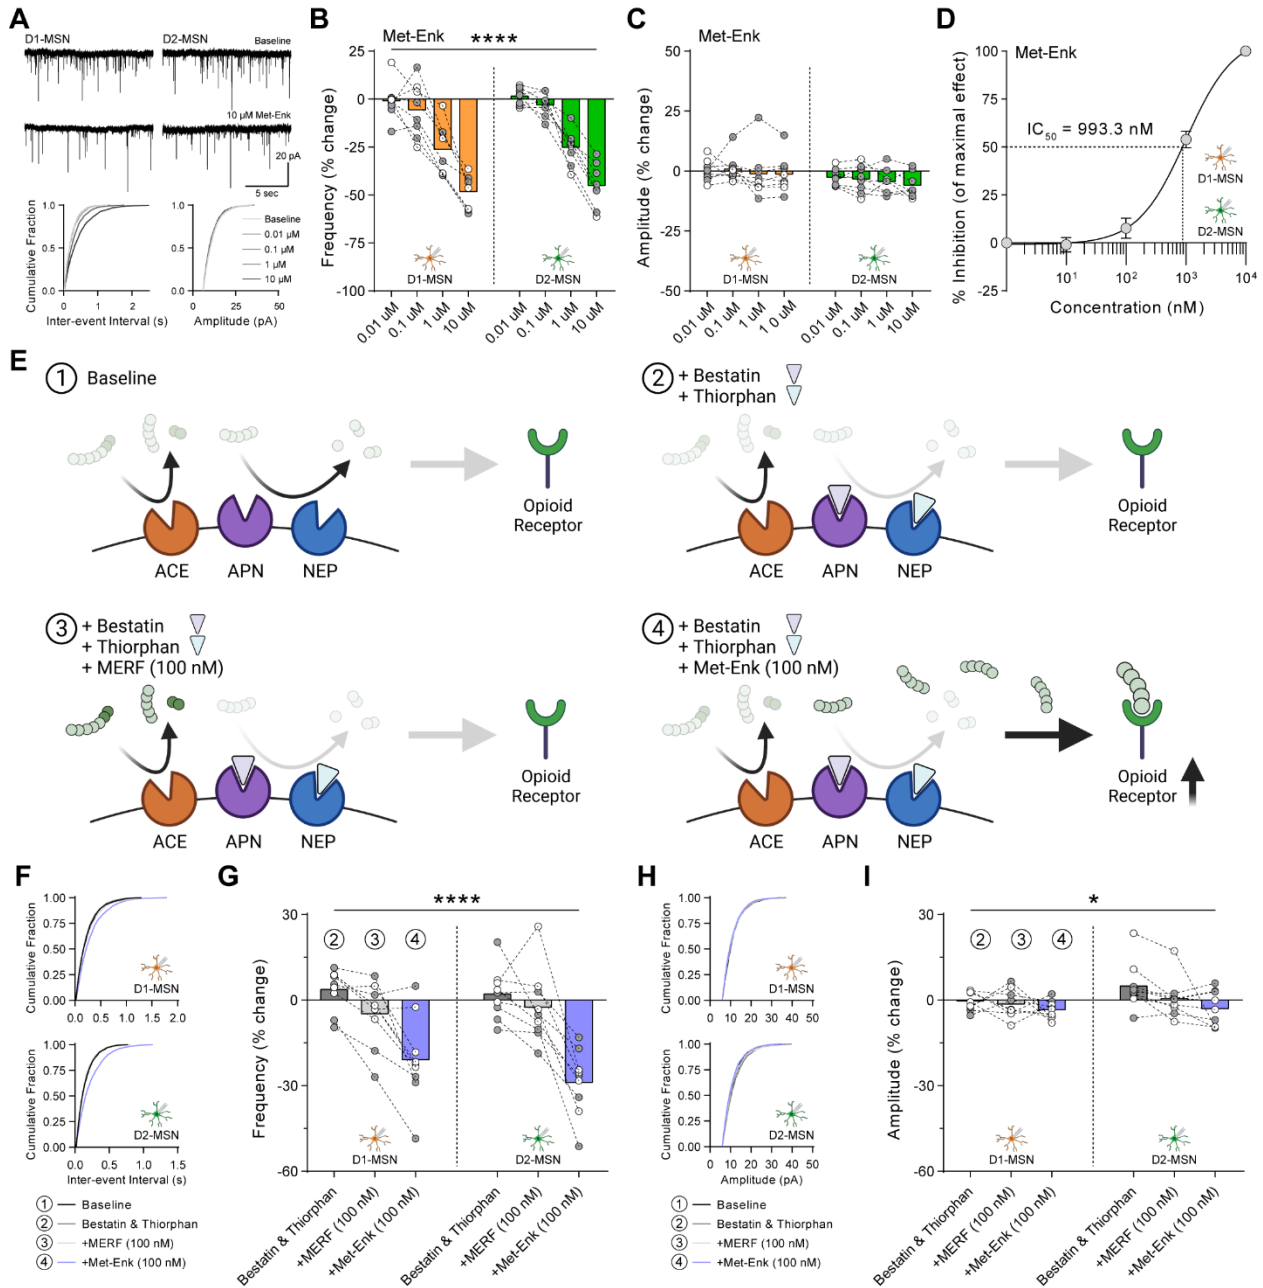 A
D1-MSN
D2-MSN
Baseline
10 µM Met-Enk
20 pA
5 sec
Cumulative Fraction
1.0
0.5
0.0
0
1
2
Inter-event Interval (s)
1.0
0.5
0.0
0
25
50
Amplitude (pA)
Baseline
0.01 µM
0.1 µM
1 µM
10 µM
B
Met-Enk
****
Frequency (% change)
25
0
-25
-50
-75
-100
D1-MSN
D2-MSN
0.01 uM
0.1 uM
1 uM
10 uM
0.01 uM
0.1 uM
1 uM
10 uM
C
Met-Enk
Amplitude (% change)
50
25
0
-25
-50
D1-MSN
D2-MSN
0.01 uM
0.1 uM
1 uM
1 0 uM
0.01 uM
0.1 uM
1 uM
10 uM
D
Met-Enk
% Inhibition (of maximal effect)
100
75
50
25
0
-25
IC50 = 993.3 nM
D1-MSN
D2-MSN
10¹
10²
10³
10⁴
Concentration (nM)
E
1 Baseline
ACE
APN
NEP
Opioid
Receptor
2 + Bestatin
+ Thiorphan
ACE
APN
NEP
Opioid
Receptor
3 + Bestatin
+ Thiorphan
+ MERF (100 nM)
ACE
APN
NEP
Opioid
Receptor
4 + Bestatin
+ Thiorphan
+ Met-Enk (100 nM)
ACE
APN
NEP
Opioid
Receptor
F
Cumulative Fraction
1.00
0.75
0.50
0.25
0.00
D1-MSN
0.0
0.5
1.0
1.5
2.0
Cumulative Fraction
1.00
0.75
0.50
0.25
0.00
D2-MSN
0.0
0.5
1.0
1.5
Inter-event Interval (s)
1 Baseline
2 Bestatin & Thiorphan
3 +MERF (100 nM)
4 +Met-Enk (100 nM)
G
****
Frequency (% change)
30
0
-30
-60
2
3
4
D1-MSN
D2-MSN
Bestatin & Thiorphan
+MERF (100 nM)
+Met-Enk (100 nM)
Bestatin & Thiorphan
+MERF (100 nM)
+Met-Enk (100 nM)
H
Cumulative Fraction
1.00
0.75
0.50
0.25
0.00
D1-MSN
0
10
20
30
40
50
Cumulative Fraction
1.00
0.75
0.50
0.25
0.00
D2-MSN
0
10
20
30
40
50
Amplitude (pA)
1 Baseline
2 Bestatin & Thiorphan
3 +MERF (100 nM)
4 +Met-Enk (100 nM)
I
*
Amplitude (% change)
30
0
-30
-60
2
3
4
D1-MSN
D2-MSN
Bestatin & Thiorphan
+MERF (100 nM)
+Met-Enk (100 nM)
Bestatin & Thiorphan
+MERF (100 nM)
+Met-Enk (100 nM)